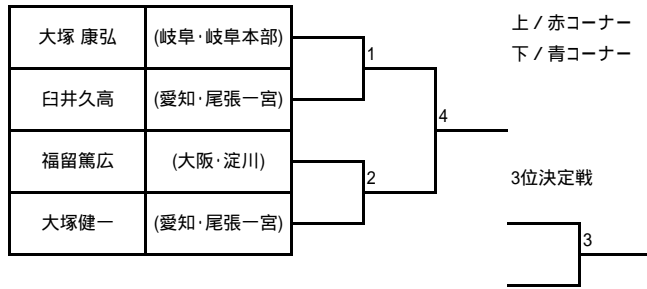 大塚 康弘 (岐阜・岐阜本部)
臼井久高 (愛知・尾張一宮)
福留篤広 (大阪・淀川)
大塚健一 (愛知・尾張一宮)
1
2
4
上 / 赤コーナー
下 / 青コーナー
3位決定戦
3